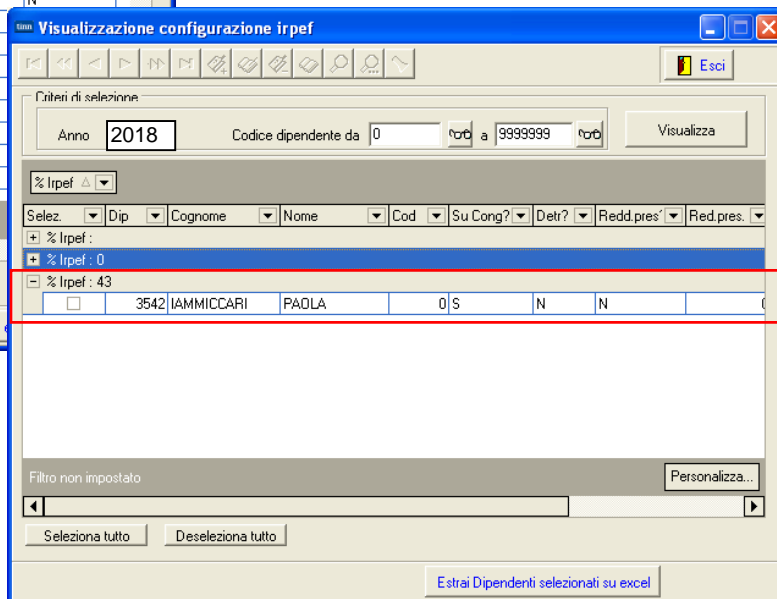 N
tinn Visualizzazione configurazione irpef
Esci
Criteri di selezione
Anno 2018 Codice dipendente da 0 a 9999999 Visualizza
% Irpef
Selez. Dip Cognome Nome Cod Su Cong? Detr? Redd.pres' Red.pres.
% Irpef :
% Irpef : 0
% Irpef : 43
3542 IAMMICCARI PAOLA 0 S N N 0
Filtro non impostato Personalizza...
Seleziona tutto Deseleziona tutto
Estrai Dipendenti selezionati su excel